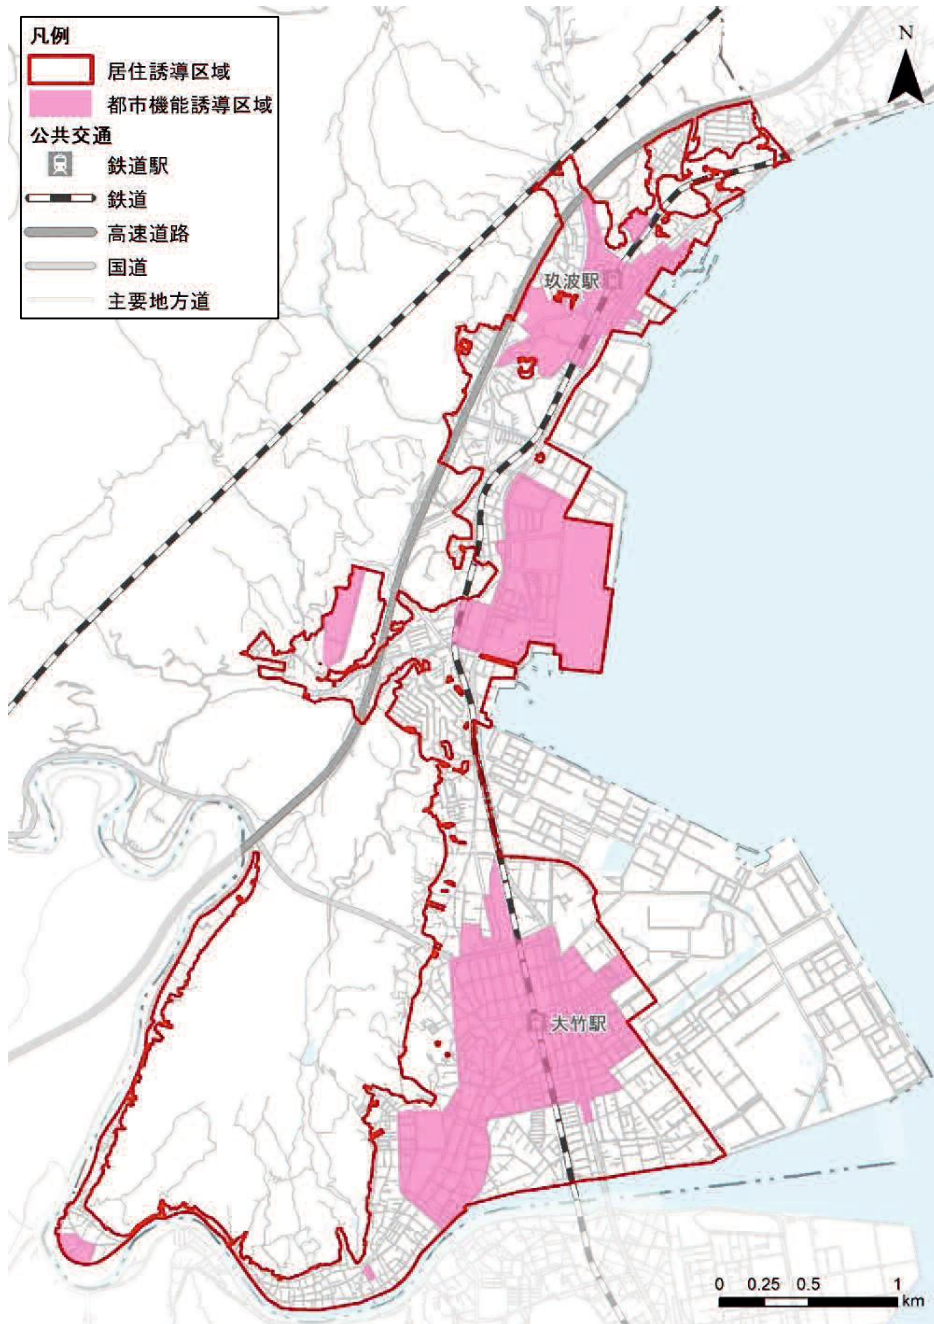 凡例
居住誘導区域
都市機能誘導区域
公共交通
鉄道駅
鉄道
高速道路
国道
主要地方道
N
玖波駅
大竹駅
0 0.25 0.5 1
km